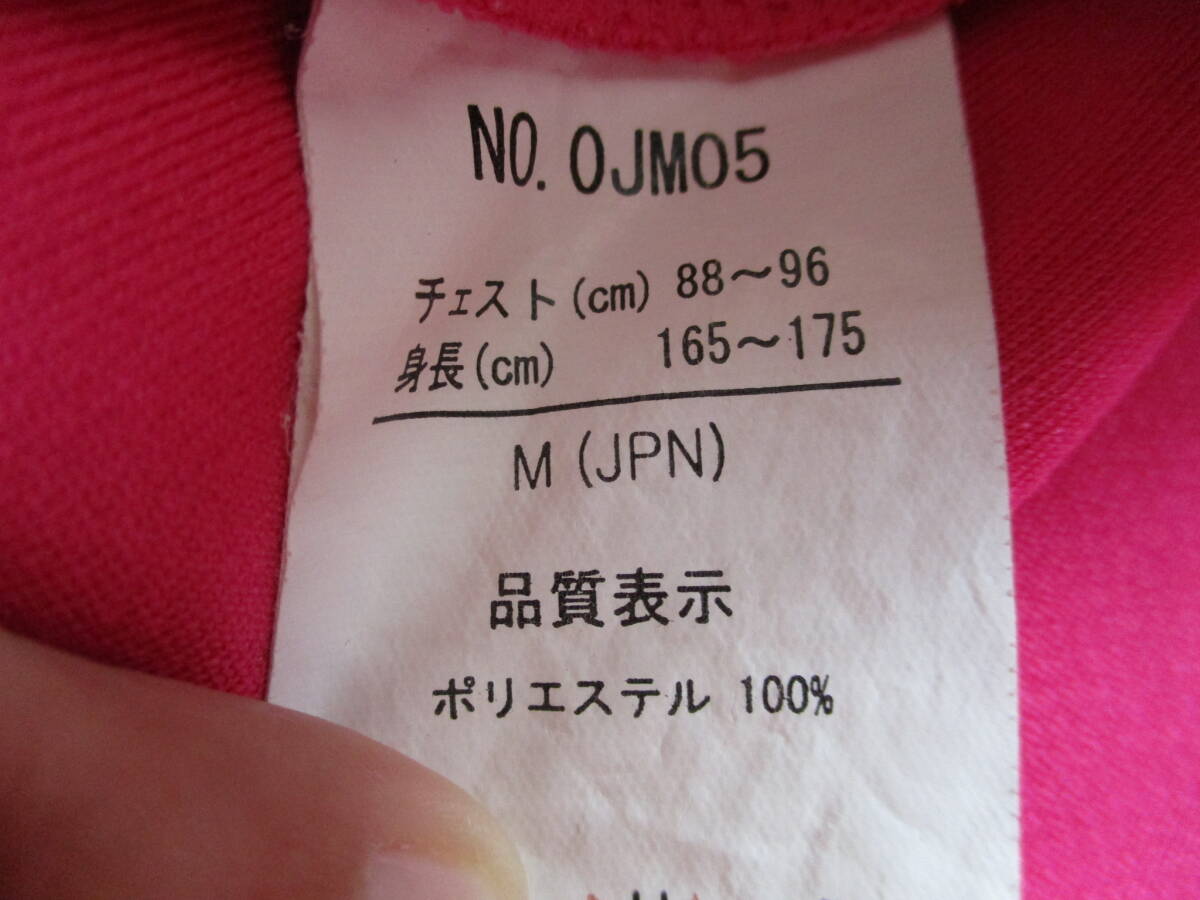 NO. OJM05
チェスト(cm) 88～96
身長(cm) 165～175
M (JPN)
品質表示
ポリエステル 100%